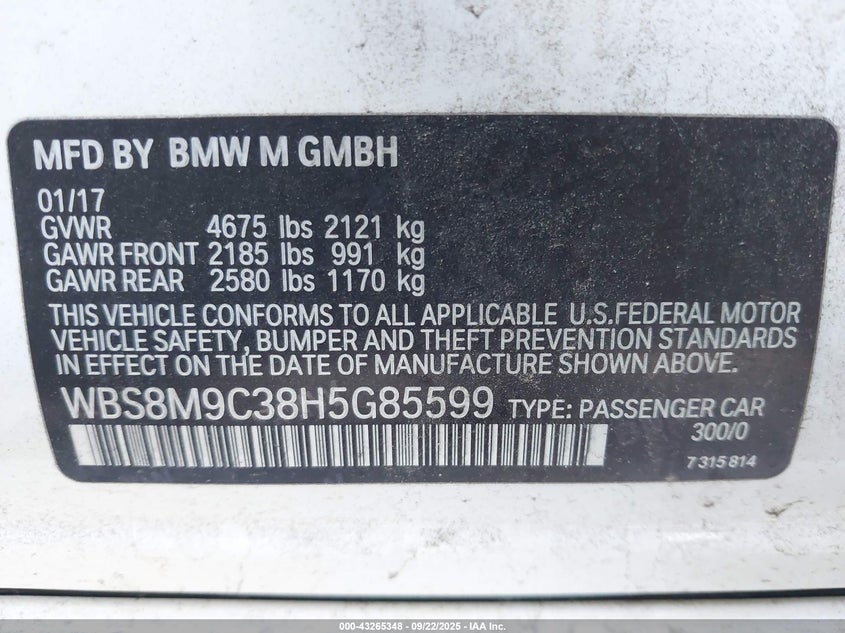 MFD BY BMW M GMBH
01/17
GVWR 4675 lbs 2121 kg
GAWR FRONT 2185 lbs 991 kg
GAWR REAR 2580 lbs 1170 kg
THIS VEHICLE CONFORMS TO ALL APPLICABLE U.S.FEDERAL MOTOR
VEHICLE SAFETY, BUMPER AND THEFT PREVENTION STANDARDS
IN EFFECT ON THE DATE OF MANUFACTURE SHOWN ABOVE.
WBS8M9C38H5G85599 TYPE: PASSENGER CAR
300/0
7315814
000-43265348 - 09/22/2025 - IAA Inc.